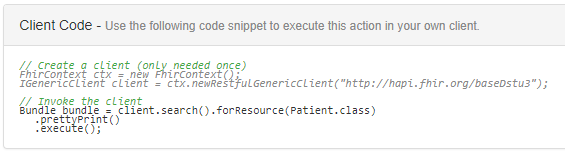 Client Code - Use the following code snippet to execute this action in your own client.
// Create a client (only needed once)
FhirContext ctx = new FhirContext();
IGenericClient client = ctx.newRestfulGenericClient("http://hapi.fhir.org/baseDstu3");
// Invoke the client
Bundle bundle = client.search().forResource(Patient.class)
.prettyPrint()
.execute();